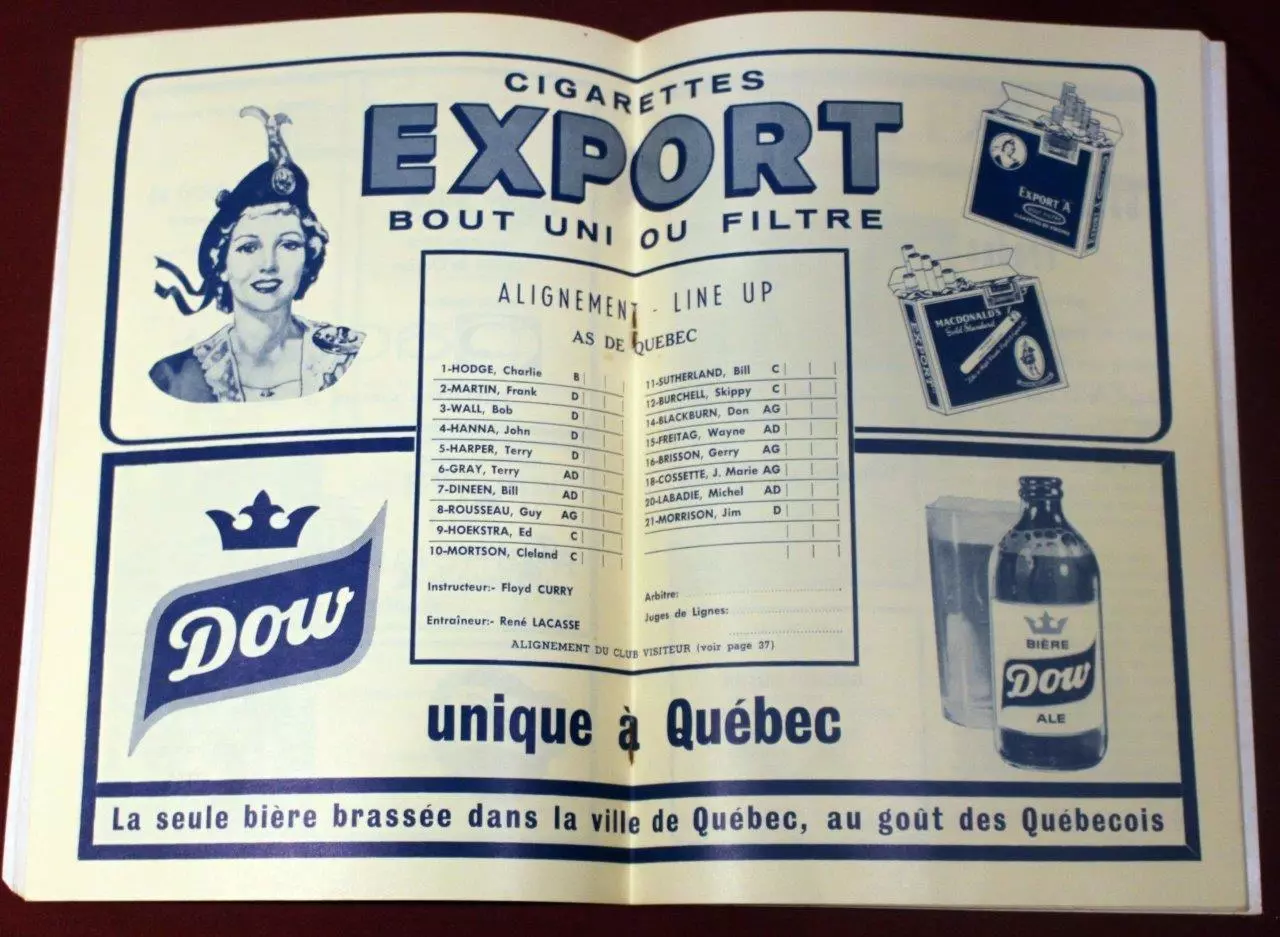 CIGARETTES
EXPORT
BOUT UNI OU FILTRE
EXPORT "A"
MACDONALD'S
Gold Standard
EXPORT
ALIGNEMENT - LINE UP
AS DE QUEBEC
1-HODGE, Charlie B
2-MARTIN, Frank D
3-WALL, Bob D
4-HANNA, John D
5-HARPER, Terry D
6-GRAY, Terry AD
7-DINEEN, Bill AD
8-ROUSSEAU, Guy AG
9-HOEKSTRA, Ed C
10-MORTSON, Cleland C
Instructeur:- Floyd CURRY
Entraîneur:- René LACASSE
11-SUTHERLAND, Bill C
12-BURCHELL, Skippy C
14-BLACKBURN, Don AG
15-FREITAG, Wayne AD
16-BRISSON, Gerry AG
18-COSSETTE, J. Marie AG
20-LABADIE, Michel AD
21-MORRISON, Jim D
Arbitre:
Juges de Lignes:
ALIGNEMENT DU CLUB VISITEUR (voir page 37)
Dow
BIÈRE
Dow
ALE
unique à Québec
La seule bière brassée dans la ville de Québec, au goût des Québecois